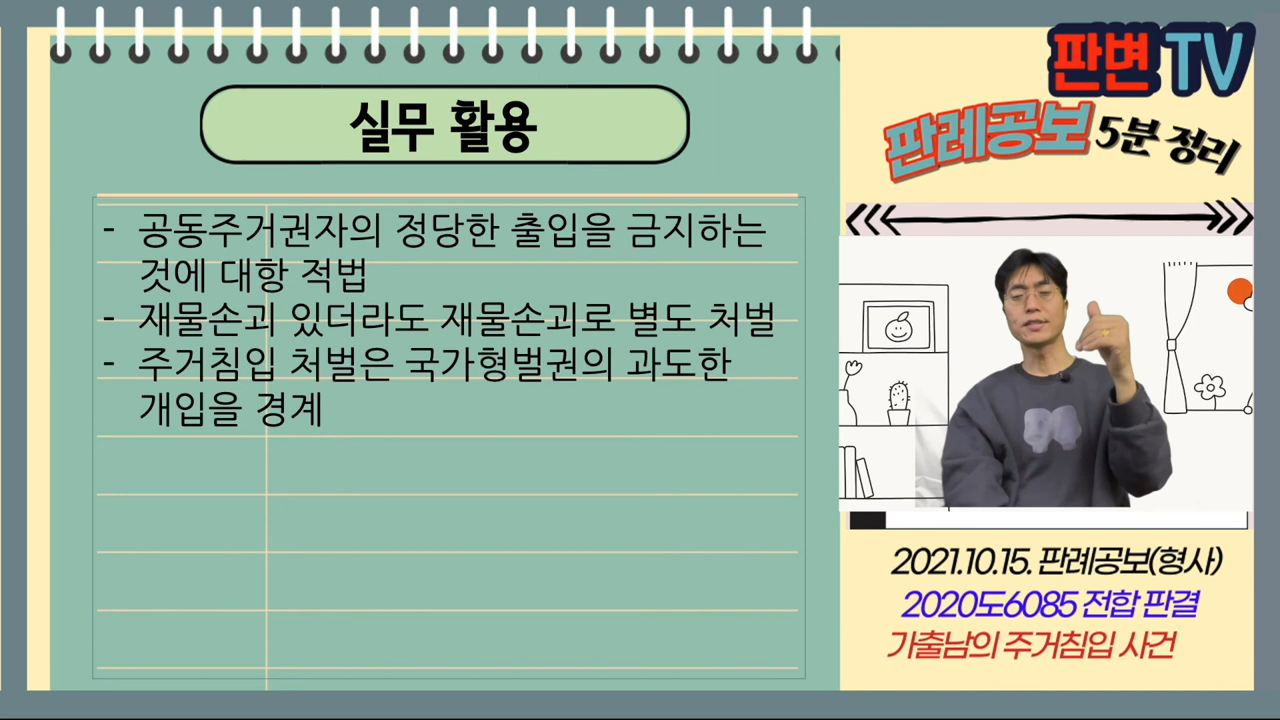 판변 TV
판례공보 5분 정리
실무 활용
- 공동주거권자의 정당한 출입을 금지하는
것에 대항 적법
- 재물손괴 있더라도 재물손괴로 별도 처벌
- 주거침입 처벌은 국가형벌권의 과도한
개입을 경계
2021.10.15. 판례공보(형사)
2020도6085 전합 판결
가출남의 주거침입 사건